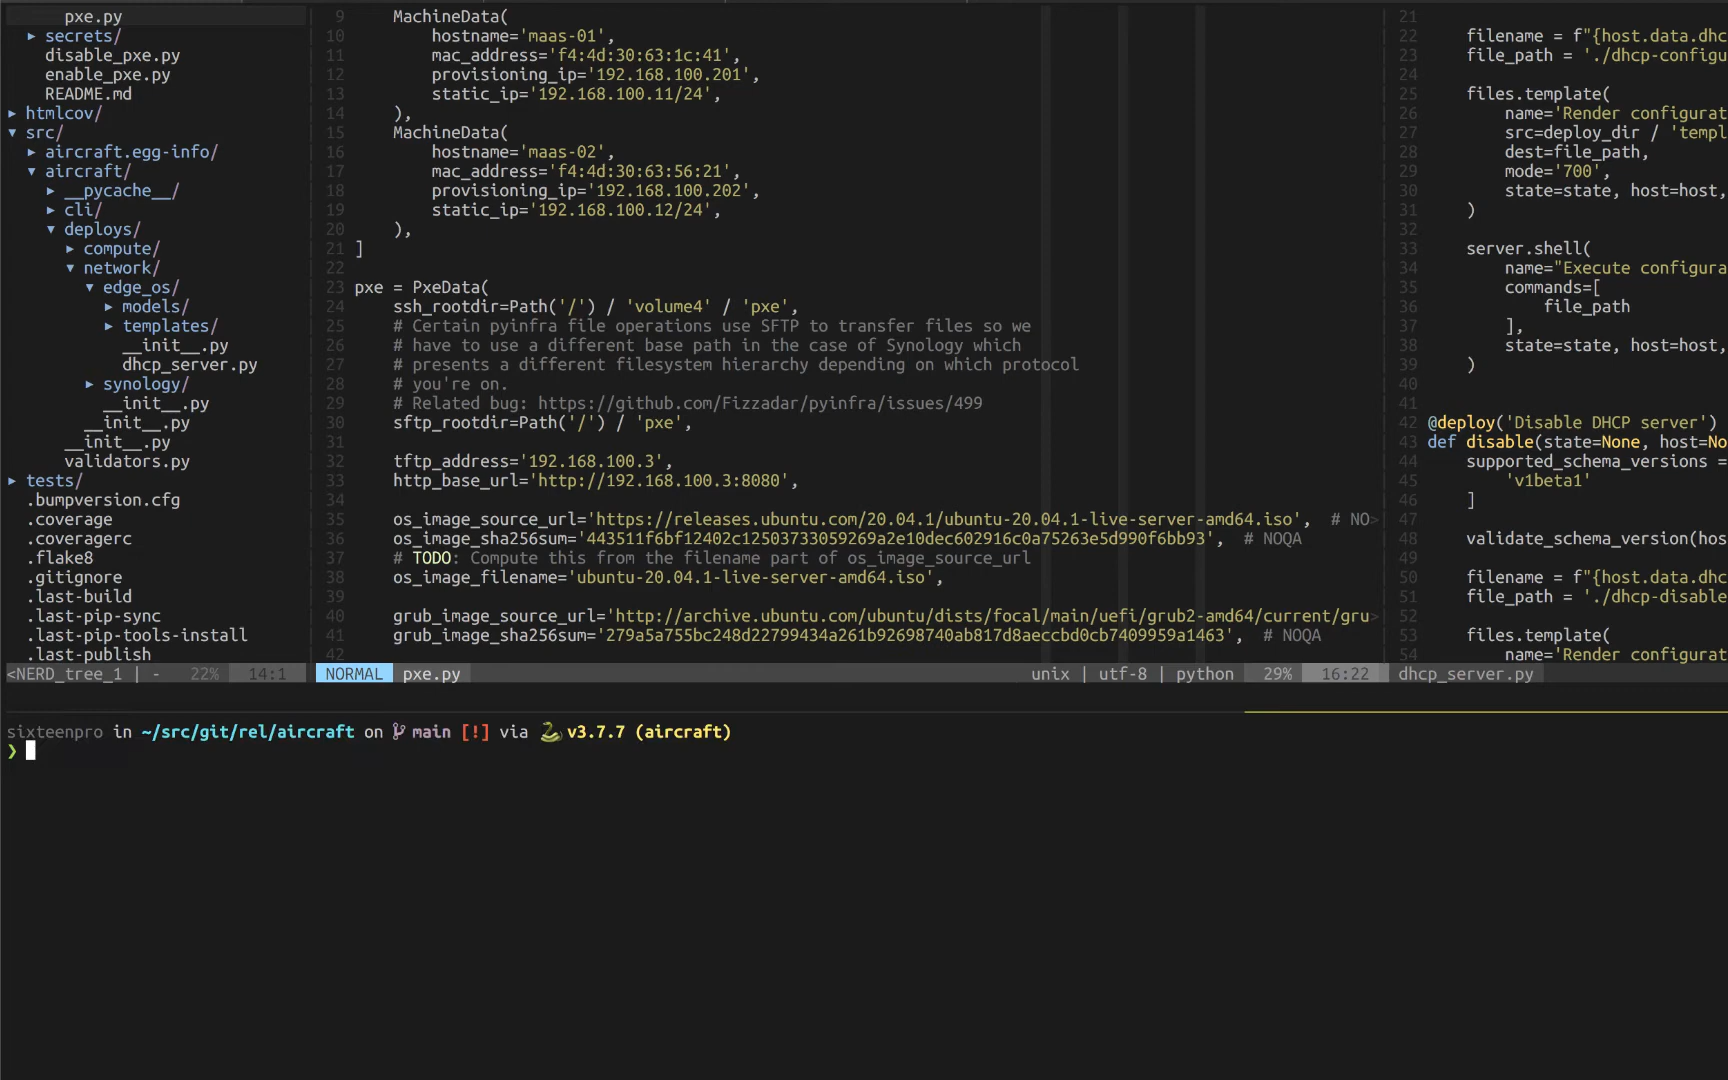 pxe.py
▸ secrets/
disable_pxe.py
enable_pxe.py
README.md
▸ htmlcov/
▾ src/
▸ aircraft.egg-info/
▾ aircraft/
▸ __pycache__/
▸ cli/
▾ deploys/
▸ compute/
▾ network/
▾ edge_os/
▸ models/
▸ templates/
__init__.py
dhcp_server.py
▸ synology/
__init__.py
__init__.py
__init__.py
validators.py
▸ tests/
.bumpversion.cfg
.coverage
.coveragerc
.flake8
.gitignore
.last-build
.last-pip-sync
.last-pip-tools-install
.last-publish
<NERD_tree_1 | - 22% 14:1
9 MachineData(
10 hostname='maas-01',
11 mac_address='f4:4d:30:63:1c:41',
12 provisioning_ip='192.168.100.201',
13 static_ip='192.168.100.11/24',
14 ),
15 MachineData(
16 hostname='maas-02',
17 mac_address='f4:4d:30:63:56:21',
18 provisioning_ip='192.168.100.202',
19 static_ip='192.168.100.12/24',
20 ),
21 ]
22
23 pxe = PxeData(
24 ssh_rootdir=Path('/') / 'volume4' / 'pxe',
25 # Certain pyinfra file operations use SFTP to transfer files so we
26 # have to use a different base path in the case of Synology which
27 # presents a different filesystem hierarchy depending on which protocol
28 # you're on.
29 # Related bug: https://github.com/Fizzadar/pyinfra/issues/499
30 sftp_rootdir=Path('/') / 'pxe',
31
32 tftp_address='192.168.100.3',
33 http_base_url='http://192.168.100.3:8080',
34
35 os_image_source_url='https://releases.ubuntu.com/20.04.1/ubuntu-20.04.1-live-server-amd64.iso', # NO>
36 os_image_sha256sum='443511f6bf12402c12503733059269a2e10dec602916c0a75263e5d990f6bb93', # NOQA
37 # TODO: Compute this from the filename part of os_image_source_url
38 os_image_filename='ubuntu-20.04.1-live-server-amd64.iso',
39
40 grub_image_source_url='http://archive.ubuntu.com/ubuntu/dists/focal/main/uefi/grub2-amd64/current/gru>
41 grub_image_sha256sum='279a5a755bc248d22799434a261b92698740ab817d8aeccbd0cb7409959a1463', # NOQA
42
NORMAL pxe.py unix | utf-8 | python 29% 16:22
21
22 filename = f"{host.data.dhc
23 file_path = './dhcp-configu
24
25 files.template(
26 name='Render configurat
27 src=deploy_dir / 'templ
28 dest=file_path,
29 mode='700',
30 state=state, host=host,
31 )
32
33 server.shell(
34 name="Execute configura
35 commands=[
36 file_path
37 ],
38 state=state, host=host,
39 )
40
41
42 @deploy('Disable DHCP server')
43 def disable(state=None, host=No
44 supported_schema_versions =
45 'v1beta1'
46 ]
47
48 validate_schema_version(hos
49
50 filename = f"{host.data.dhc
51 file_path = './dhcp-disable
52
53 files.template(
54 name='Render configurat
dhcp_server.py
sixteenpro in ~/src/git/rel/aircraft on main [!] via 🐍 v3.7.7 (aircraft)
❯